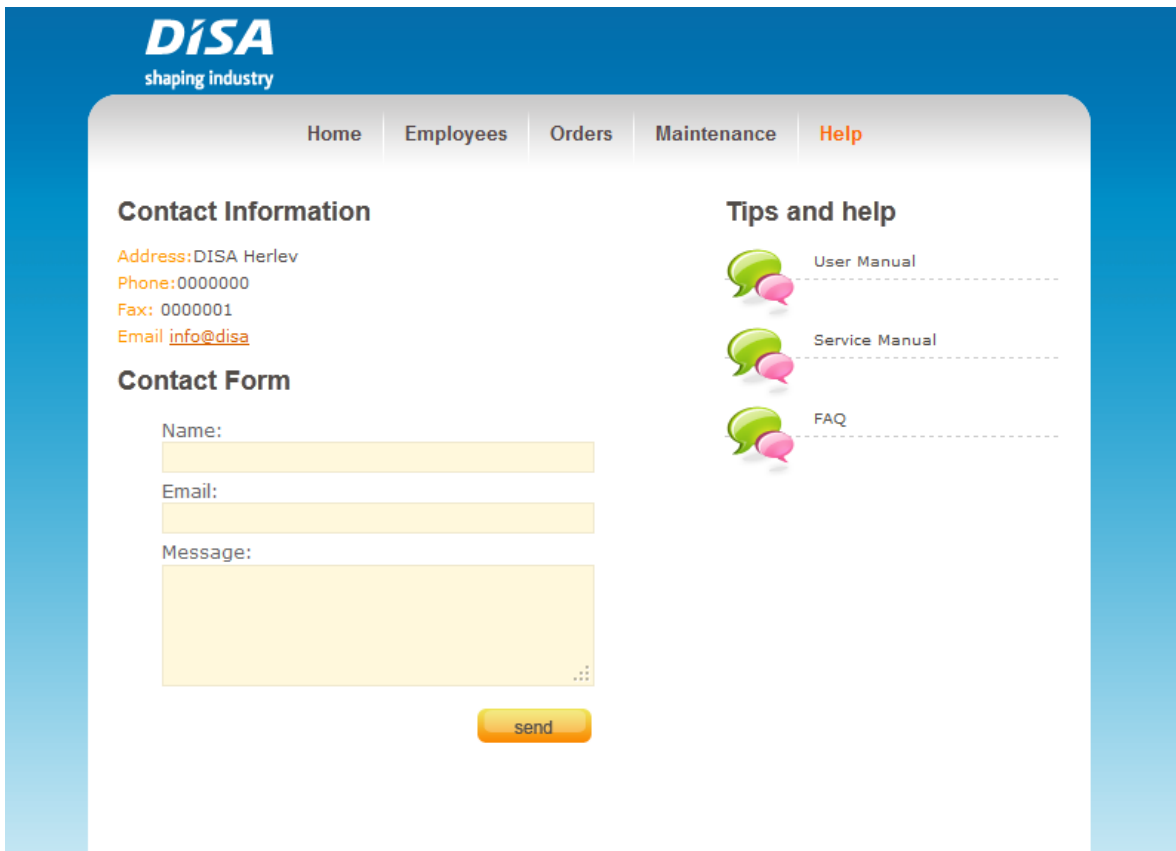 DíSA
shaping industry
Home Employees Orders Maintenance Help
Contact Information
Address:DISA Herlev
Phone:0000000
Fax: 0000001
Email info@disa
Contact Form
Name:
Email:
Message:
send
Tips and help
User Manual
Service Manual
FAQ